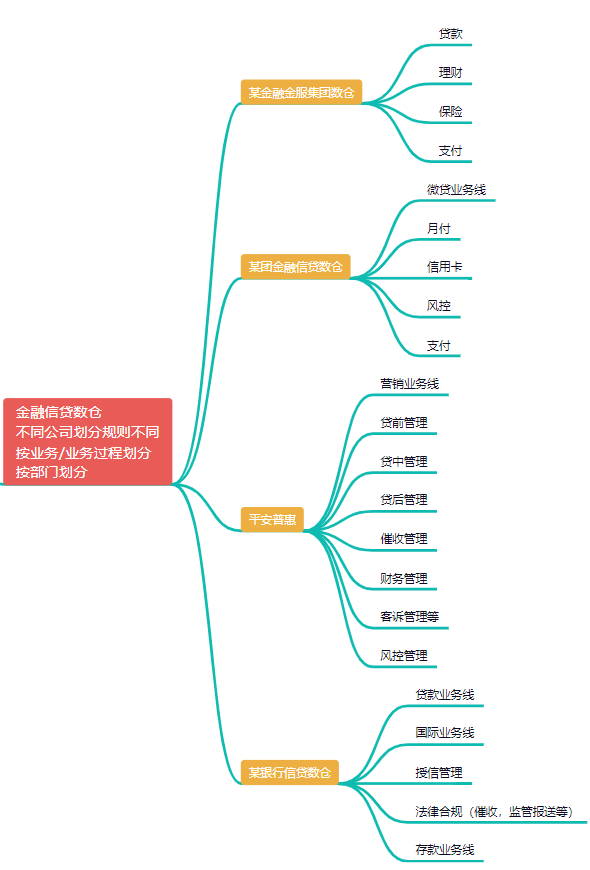 金融信贷数仓
不同公司划分规则不同
按业务/业务过程划分
按部门划分
某金融金服集团数仓
贷款
理财
保险
支付
某团金融信贷数仓
微贷业务线
月付
信用卡
风控
支付
平安普惠
营销业务线
贷前管理
贷中管理
贷后管理
催收管理
财务管理
客诉管理等
风控管理
某银行信贷数仓
贷款业务线
国际业务线
授信管理
法律合规（催收，监管报送等）
存款业务线